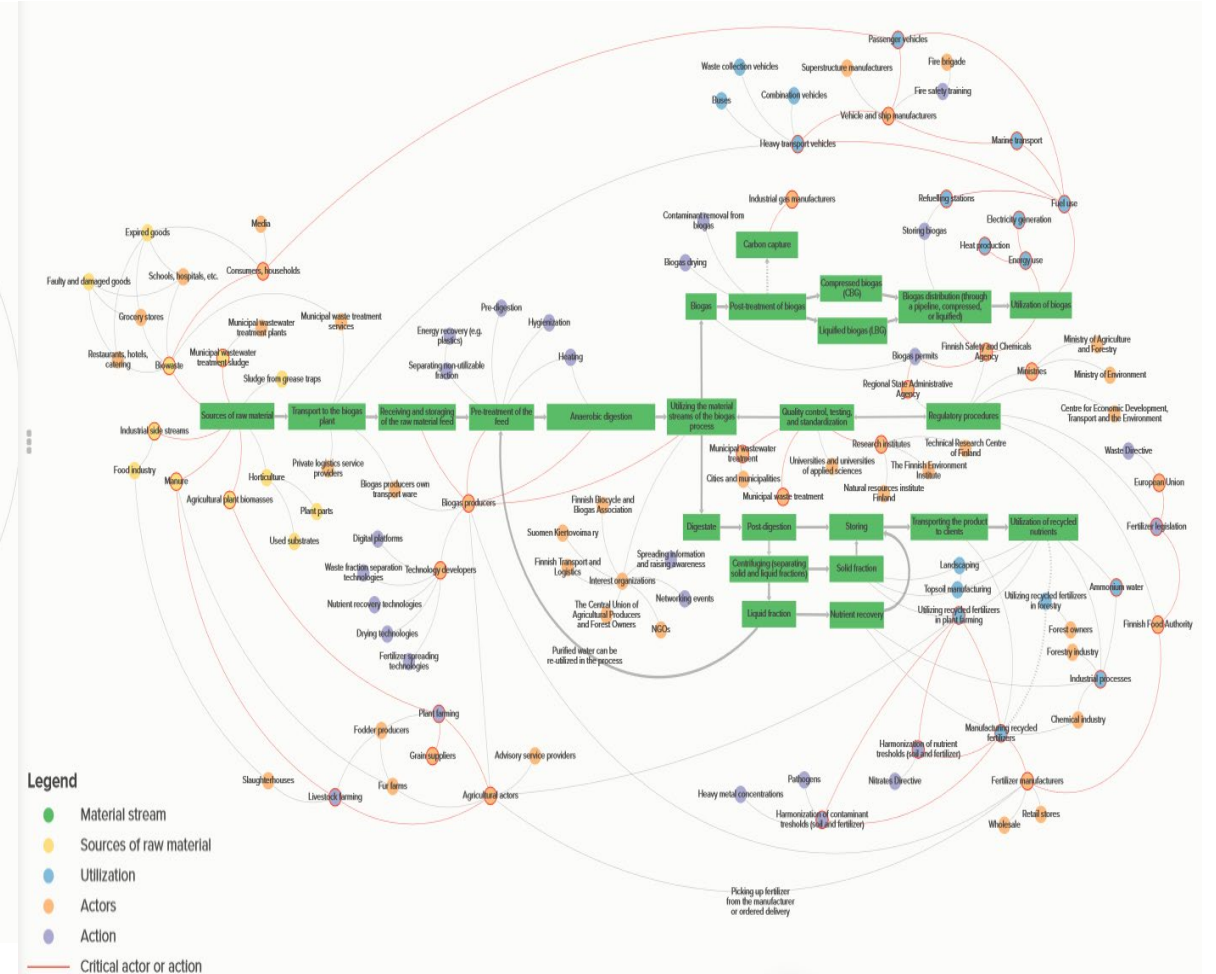 Passenger vehicles
Waste collection vehicles
Superstructure manufacturers
Fire brigade
Buses
Combination vehicles
Fire safety training
Vehicle and ship manufacturers
Heavy transport vehicles
Marine transport
Industrial gas manufacturers
Refuelling stations
Fuel use
Contaminant removal from
biogas
Electricity generation
Storing biogas
Carbon capture
Heat production
Energy use
Biogas drying
Media
Expired goods
Faulty and damaged goods
Schools, hospitals, etc.
Consumers, households
Grocery stores
Municipal wastewater
treatment plants
Municipal waste treatment
services
Restaurants, hotels,
catering
Biowaste
Municipal wastewater
treatment sludge
Sludge from grease traps
Pre-digestion
Energy recovery (e.g.
plastics)
Hygienization
Separating non-utilizable
fraction
Heating
Biogas
Post-treatment of biogas
Compressed biogas
(CBG)
Liquified biogas (LBG)
Biogas distribution (through
a pipeline, compressed,
or liquified)
Utilization of biogas
Biogas permits
Finnish Safety and Chemicals
Agency
Ministry of Agriculture
and Forestry
Regional State Administrative
Agency
Ministries
Ministry of Environment
Sources of raw material
Transport to the biogas
plant
Receiving and storaging
of the raw material feed
Pre-treatment of the
feed
Anaerobic digestion
Utilizing the material
streams of the biogas
process
Quality control, testing,
and standardization
Regulatory procedures
Centre for Economic Development,
Transport and the Environment
Industrial side streams
Food industry
Manure
Horticulture
Private logistics service
providers
Agricultural plant biomasses
Biogas producers own
transport ware
Plant parts
Used substrates
Biogas producers
Municipal wastewater
treatment
Cities and municipalities
Municipal waste treatment
Universities and universities
of applied sciences
Research institutes
Technical Research Centre
of Finland
The Finnish Environment
Institute
Natural resources institute
Finland
Waste Directive
European Union
Fertilizer legislation
Digital platforms
Waste fraction separation
technologies
Technology developers
Nutrient recovery technologies
Drying technologies
Fertilizer spreading
technologies
Finnish Biocycle and
Biogas Association
Suomen Kiertovoima ry
Finnish Transport and
Logistics
Interest organizations
Spreading information
and raising awareness
Networking events
The Central Union of
Agricultural Producers
and Forest Owners
NGOs
Purified water can be
re-utilized in the process
Digestate
Post-digestion
Storing
Transporting the product
to clients
Utilization of recycled
nutrients
Centrifuging (separating
solid and liquid fractions)
Solid fraction
Liquid fraction
Nutrient recovery
Landscaping
Topsoil manufacturing
Utilizing recycled fertilizers
in plant farming
Utilizing recycled fertilizers
in forestry
Ammonium water
Forest owners
Forestry industry
Finnish Food Authority
Industrial processes
Chemical industry
Manufacturing recycled
fertilizers
Harmonization of nutrient
tresholds (soil and fertilizer)
Nitrates Directive
Fertilizer manufacturers
Pathogens
Heavy metal concentrations
Harmonization of contaminant
tresholds (soil and fertilizer)
Retail stores
Wholesale
Plant farming
Fodder producers
Grain suppliers
Advisory service providers
Slaughterhouses
Livestock farming
Fur farms
Agricultural actors
Picking up fertilizer
from the manufacturer
or ordered delivery
Legend
Material stream
Sources of raw material
Utilization
Actors
Action
Critical actor or action